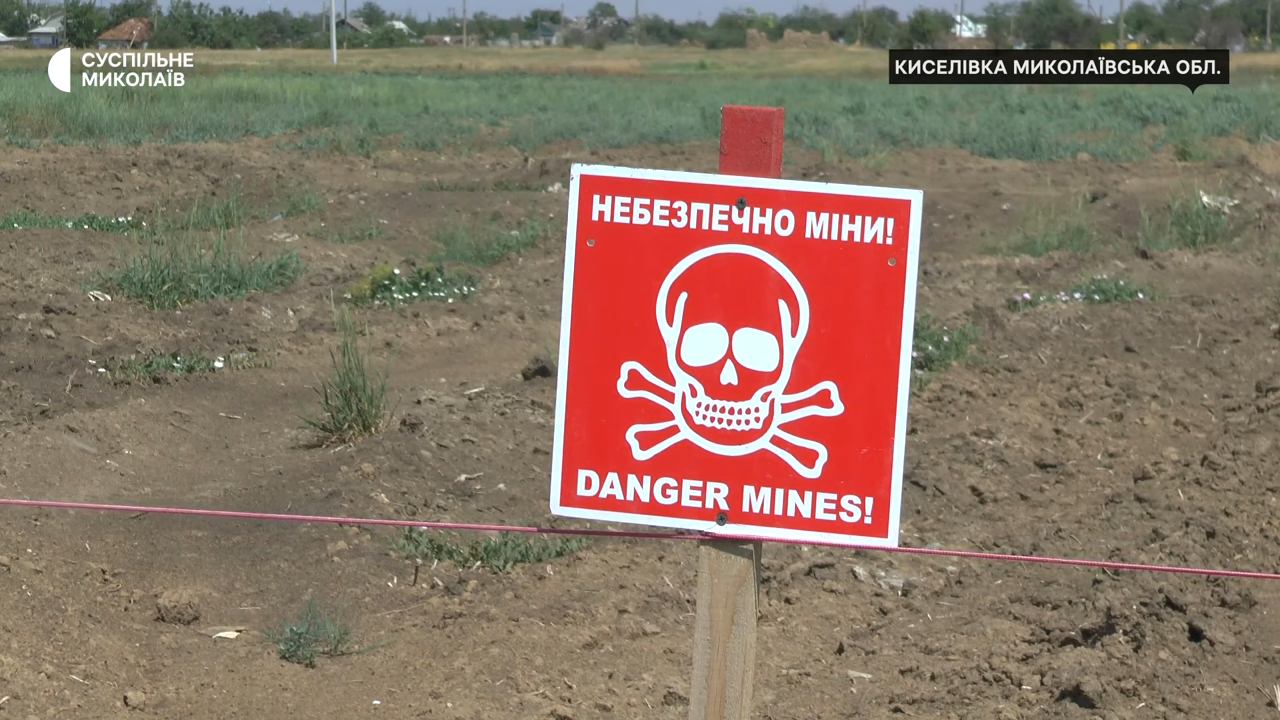 СУСПІЛЬНЕ
МИКОЛАЇВ
КИСЕЛІВКА МИКОЛАЇВСЬКА ОБЛ.
НЕБЕЗПЕЧНО МІНИ!
DANGER MINES!